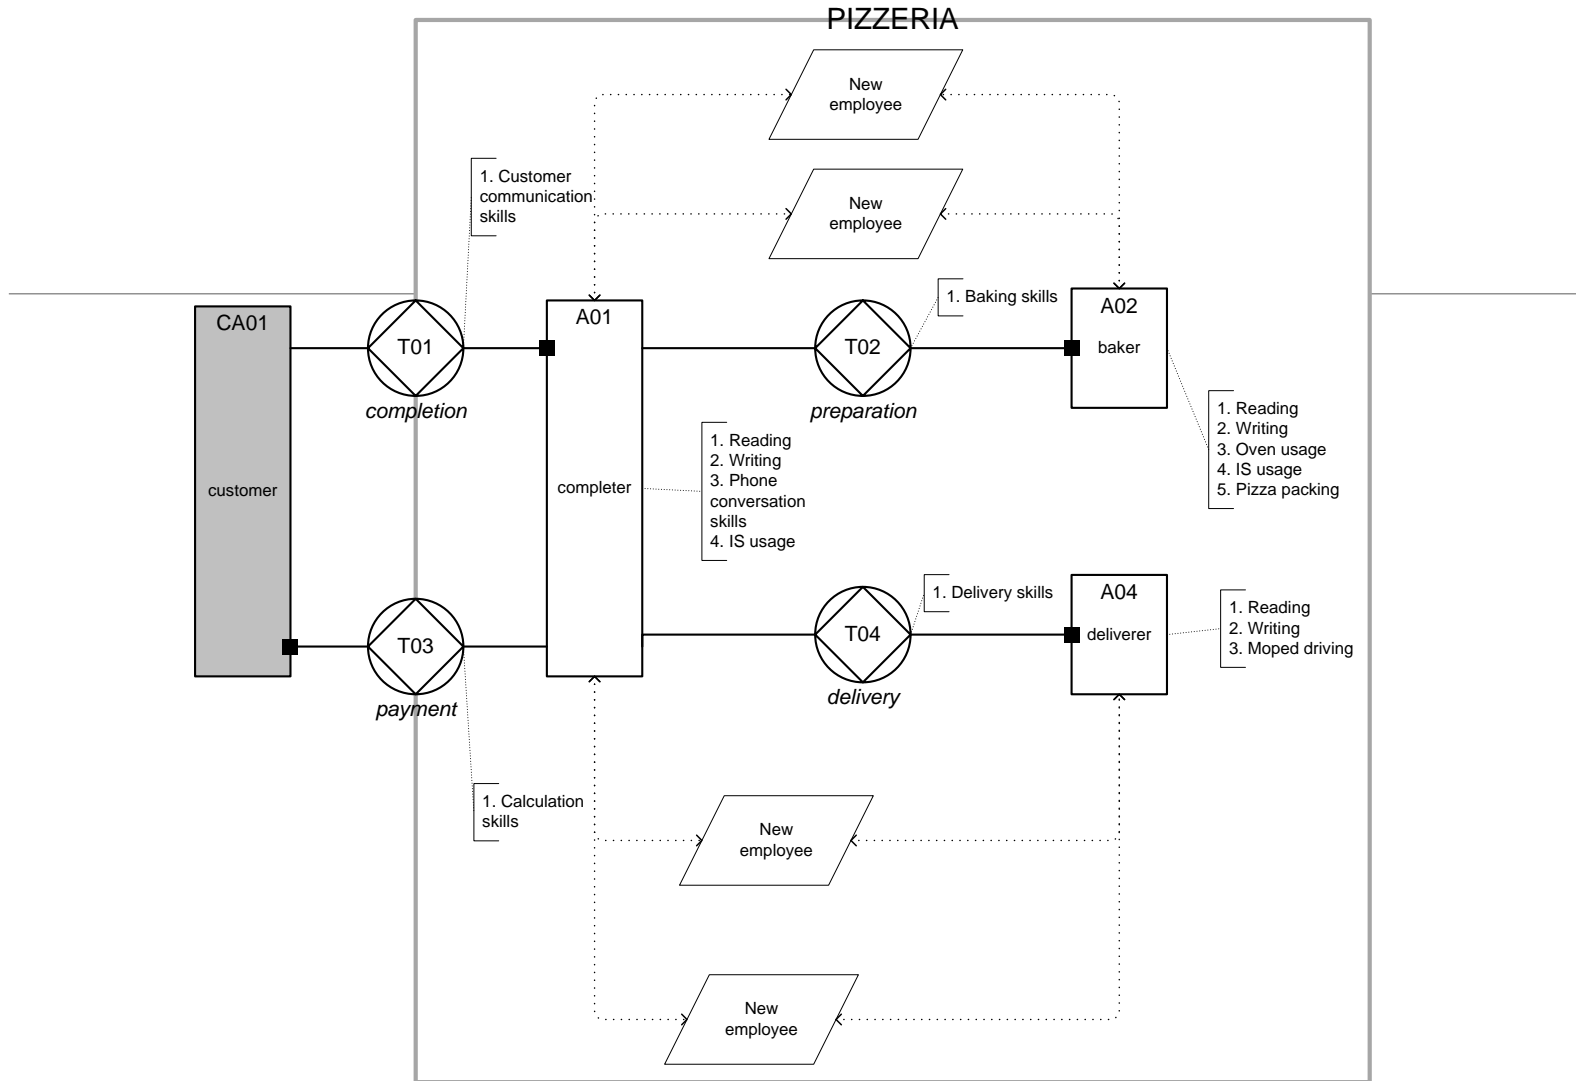 PIZZERIA
New
employee
1. Customer
communication
skills
New
employee
1. Baking skills
CA01
T01
A01
T02
A02
baker
completion
preparation
1. Reading
2. Writing
3. Oven usage
4. IS usage
5. Pizza packing
1. Reading
2. Writing
3. Phone
conversation
skills
4. IS usage
customer
completer
1. Delivery skills
A04
deliverer
1. Reading
2. Writing
3. Moped driving
T03
T04
payment
delivery
1. Calculation
skills
New
employee
New
employee